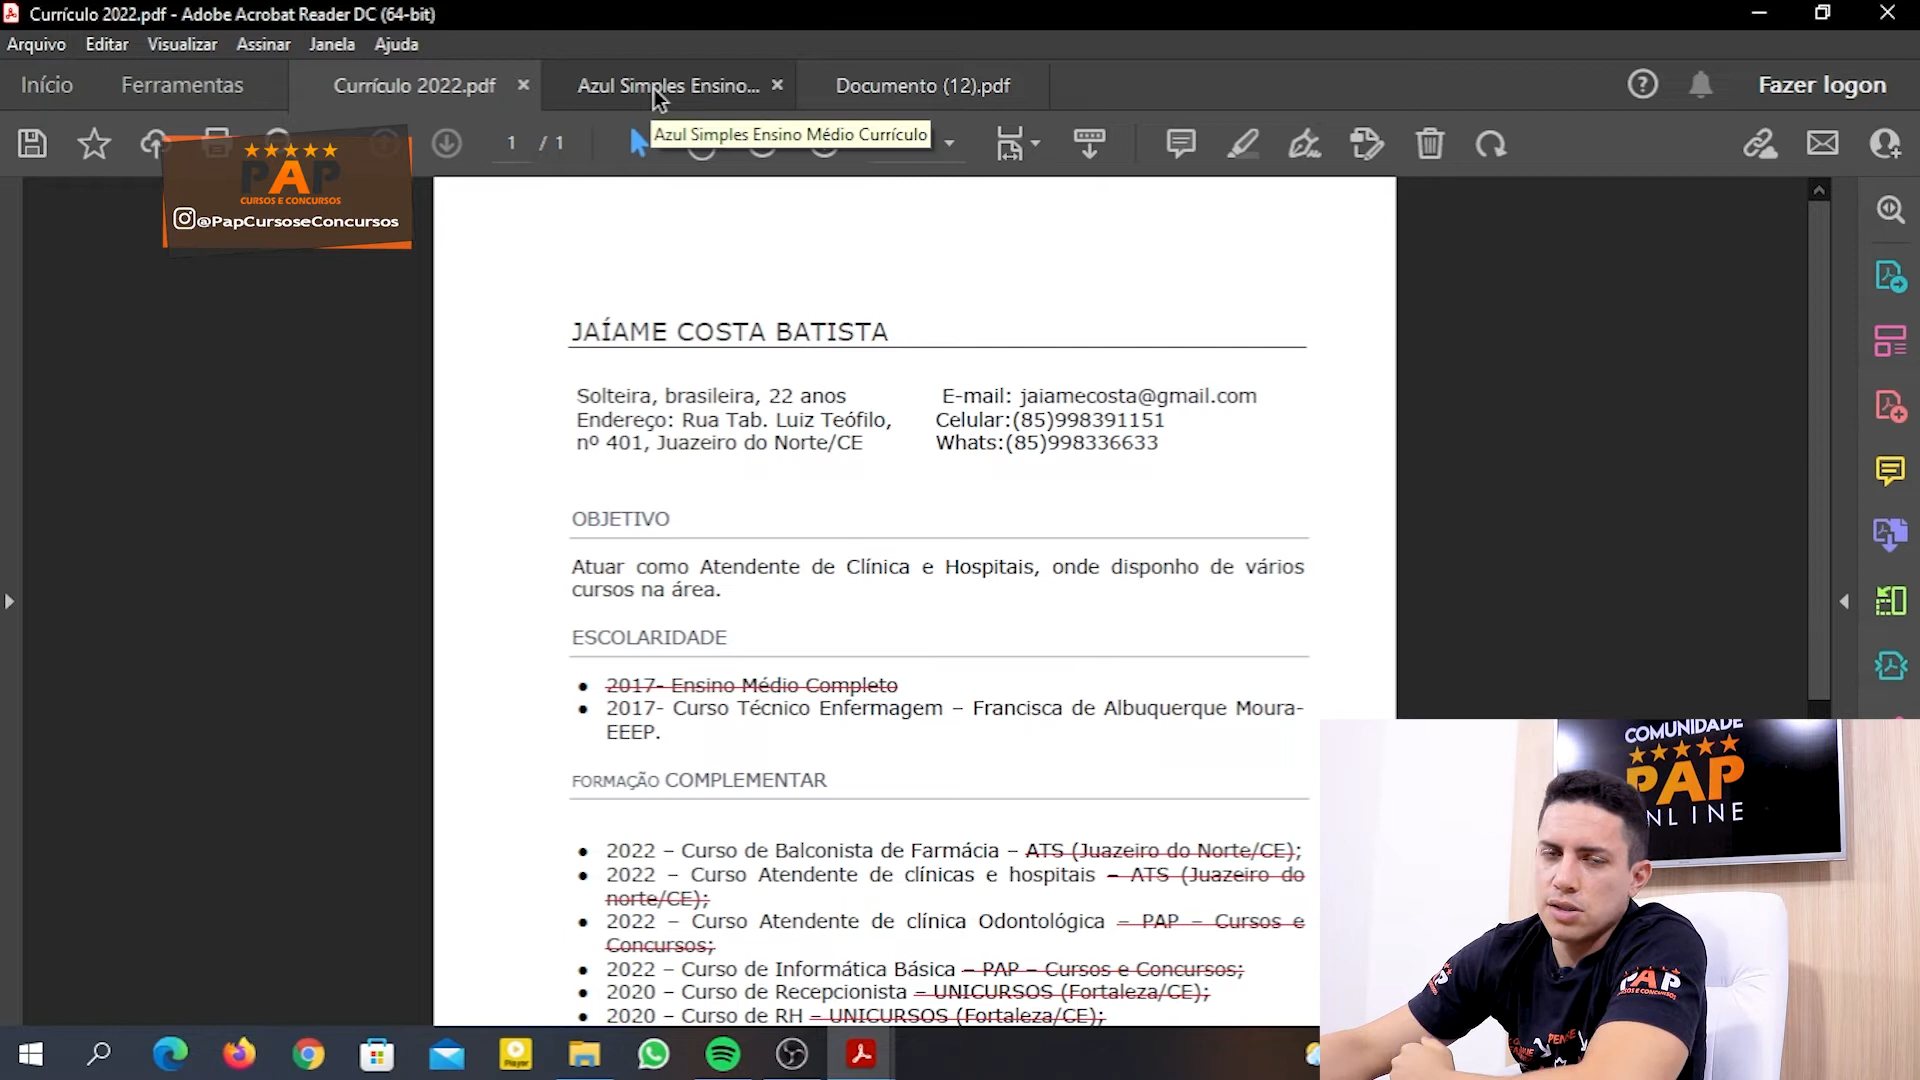 Currículo 2022.pdf - Adobe Acrobat Reader DC (64-bit)
Arquivo Editar Visualizar Assinar Janela Ajuda
Início Ferramentas Currículo 2022.pdf Azul Simples Ensino... Documento (12).pdf Fazer logon
1 / 1
Azul Simples Ensino Médio Currículo
PAP
CURSOS E CONCURSOS
@PapCursoseConcursos
JAÍAME COSTA BATISTA
Solteira, brasileira, 22 anos
Endereço: Rua Tab. Luiz Teófilo,
nº 401, Juazeiro do Norte/CE
E-mail: jaiamecosta@gmail.com
Celular:(85)998391151
Whats:(85)998336633
OBJETIVO
Atuar como Atendente de Clínica e Hospitais, onde disponho de vários
cursos na área.
ESCOLARIDADE
2017- Ensino Médio Completo
2017- Curso Técnico Enfermagem – Francisca de Albuquerque Moura-
EEEP.
FORMAÇÃO COMPLEMENTAR
2022 – Curso de Balconista de Farmácia – ATS (Juazeiro do Norte/CE);
2022 – Curso Atendente de clínicas e hospitais – ATS (Juazeiro do
norte/CE);
2022 – Curso Atendente de clínica Odontológica – PAP – Cursos e
Concursos;
2022 – Curso de Informática Básica – PAP – Cursos e Concursos;
2020 – Curso de Recepcionista – UNICURSOS (Fortaleza/CE);
2020 – Curso de RH – UNICURSOS (Fortaleza/CE);
COMUNIDADE
PAP
ONLINE
PAP
CURSOS E CONCURSOS
Player